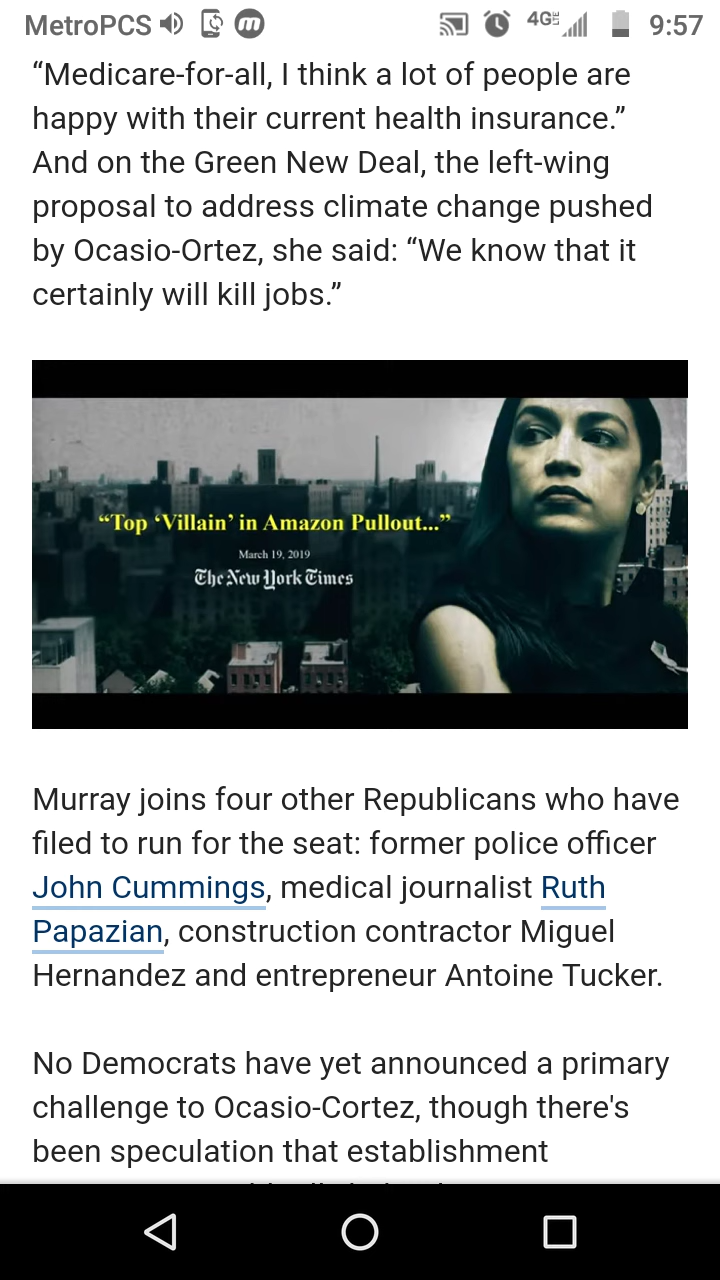 MetroPCS 4G LTE 9:57
“Medicare-for-all, I think a lot of people are
happy with their current health insurance.”
And on the Green New Deal, the left-wing
proposal to address climate change pushed
by Ocasio-Ortez, she said: “We know that it
certainly will kill jobs.”
“Top ‘Villain’ in Amazon Pullout...”
March 19, 2019
The New York Times
Murray joins four other Republicans who have
filed to run for the seat: former police officer
John Cummings, medical journalist Ruth
Papazian, construction contractor Miguel
Hernandez and entrepreneur Antoine Tucker.
No Democrats have yet announced a primary
challenge to Ocasio-Cortez, though there's
been speculation that establishment